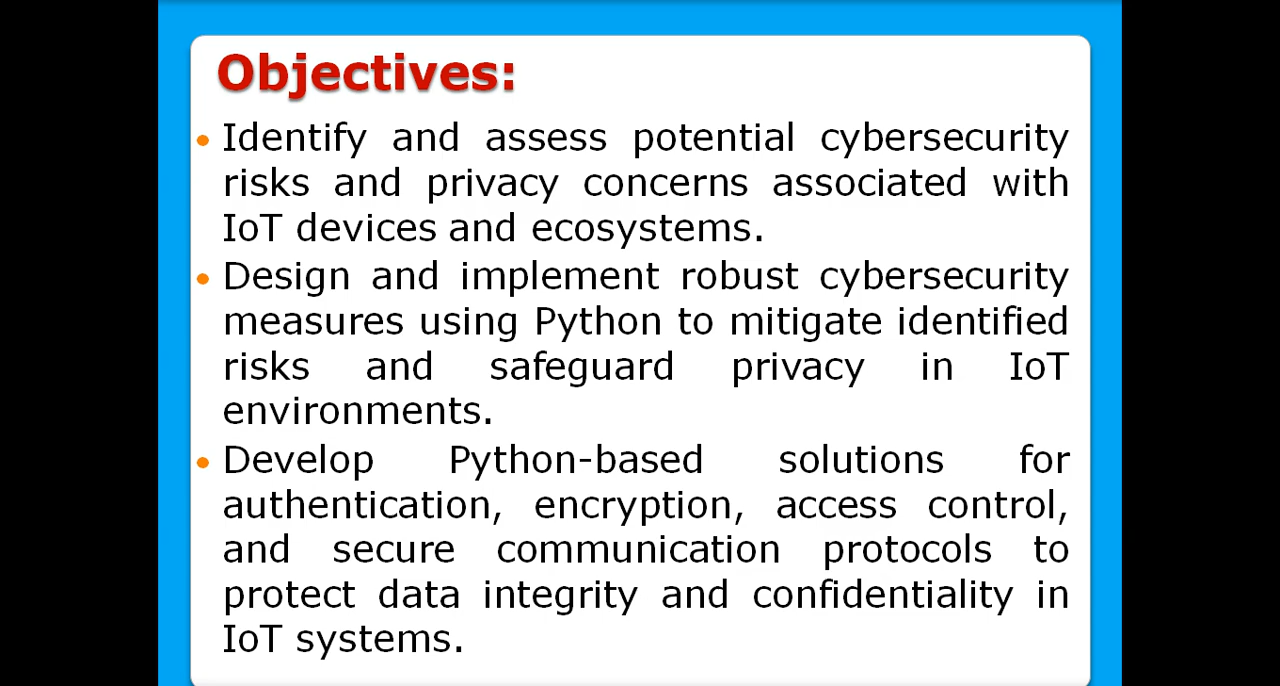 Objectives:
• Identify and assess potential cybersecurity
risks and privacy concerns associated with
IoT devices and ecosystems.
• Design and implement robust cybersecurity
measures using Python to mitigate identified
risks and safeguard privacy in IoT
environments.
• Develop Python-based solutions for
authentication, encryption, access control,
and secure communication protocols to
protect data integrity and confidentiality in
IoT systems.